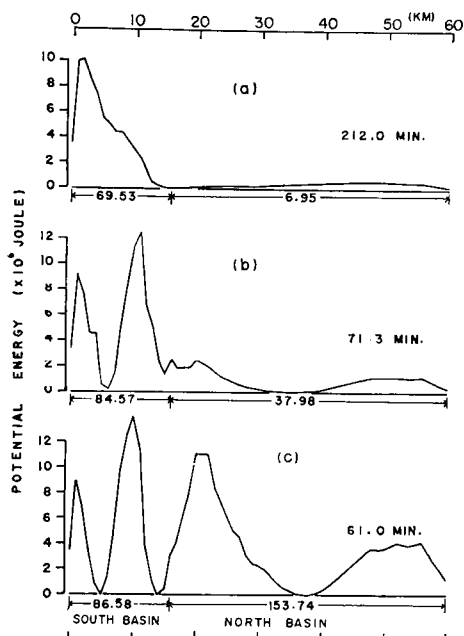 (KM)
0 10 20 30 40 50 60
POTENTIAL ENERGY (x10⁶ JOULE)
10
8
6
4
2
0
(a)
212.0 MIN.
69.53 6.95
12
10
8
6
4
2
0
(b)
71.3 MIN.
84.57 37.98
12
10
8
6
4
2
0
(c)
61.0 MIN.
86.58 153.74
SOUTH BASIN NORTH BASIN